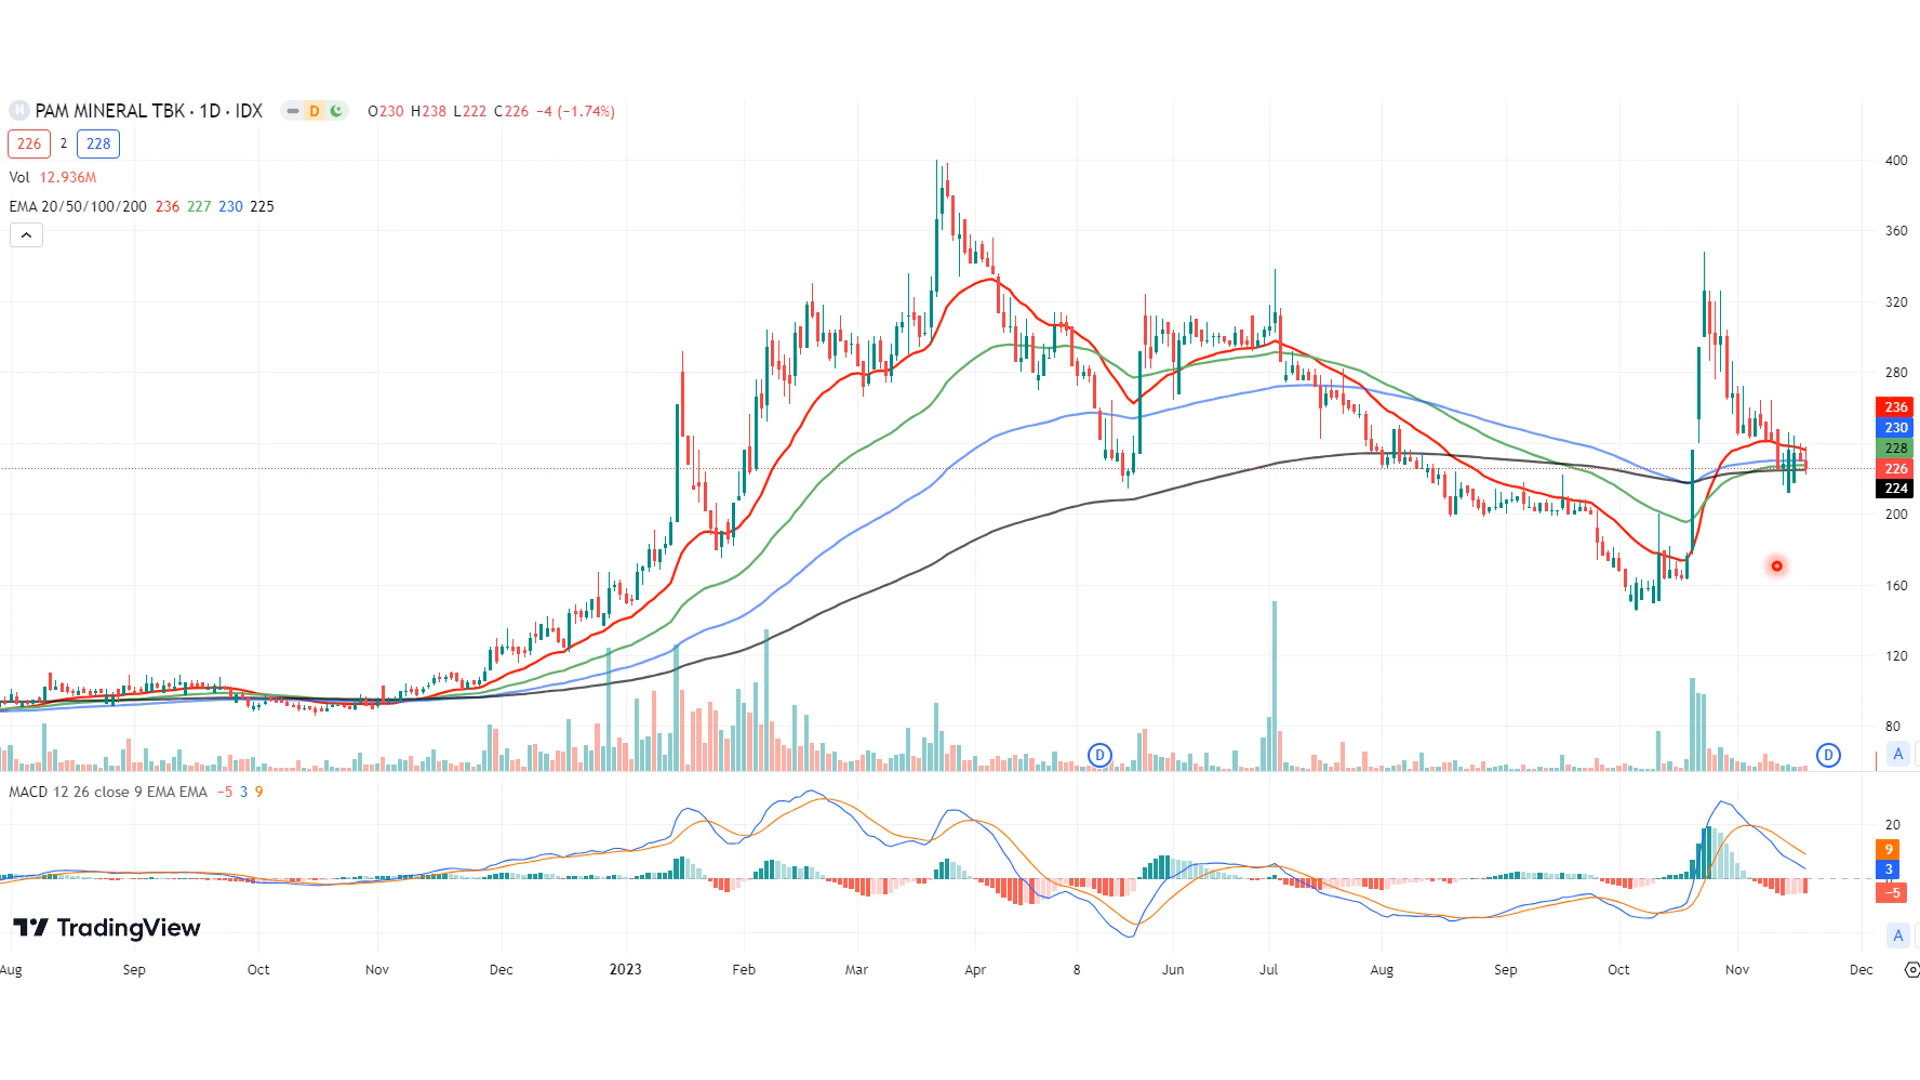 N PAM MINERAL TBK · 1D · IDX D O230 H238 L222 C226 −4 (−1.74%)
226 2 228
Vol 12.936M
EMA 20/50/100/200 236 227 230 225
400
360
320
280
236
230
228
226
224
200
160
120
80
D D A
MACD 12 26 close 9 EMA EMA −5 3 9
20
9
3
−5
TradingView
A
Aug Sep Oct Nov Dec 2023 Feb Mar Apr 8 Jun Jul Aug Sep Oct Nov Dec